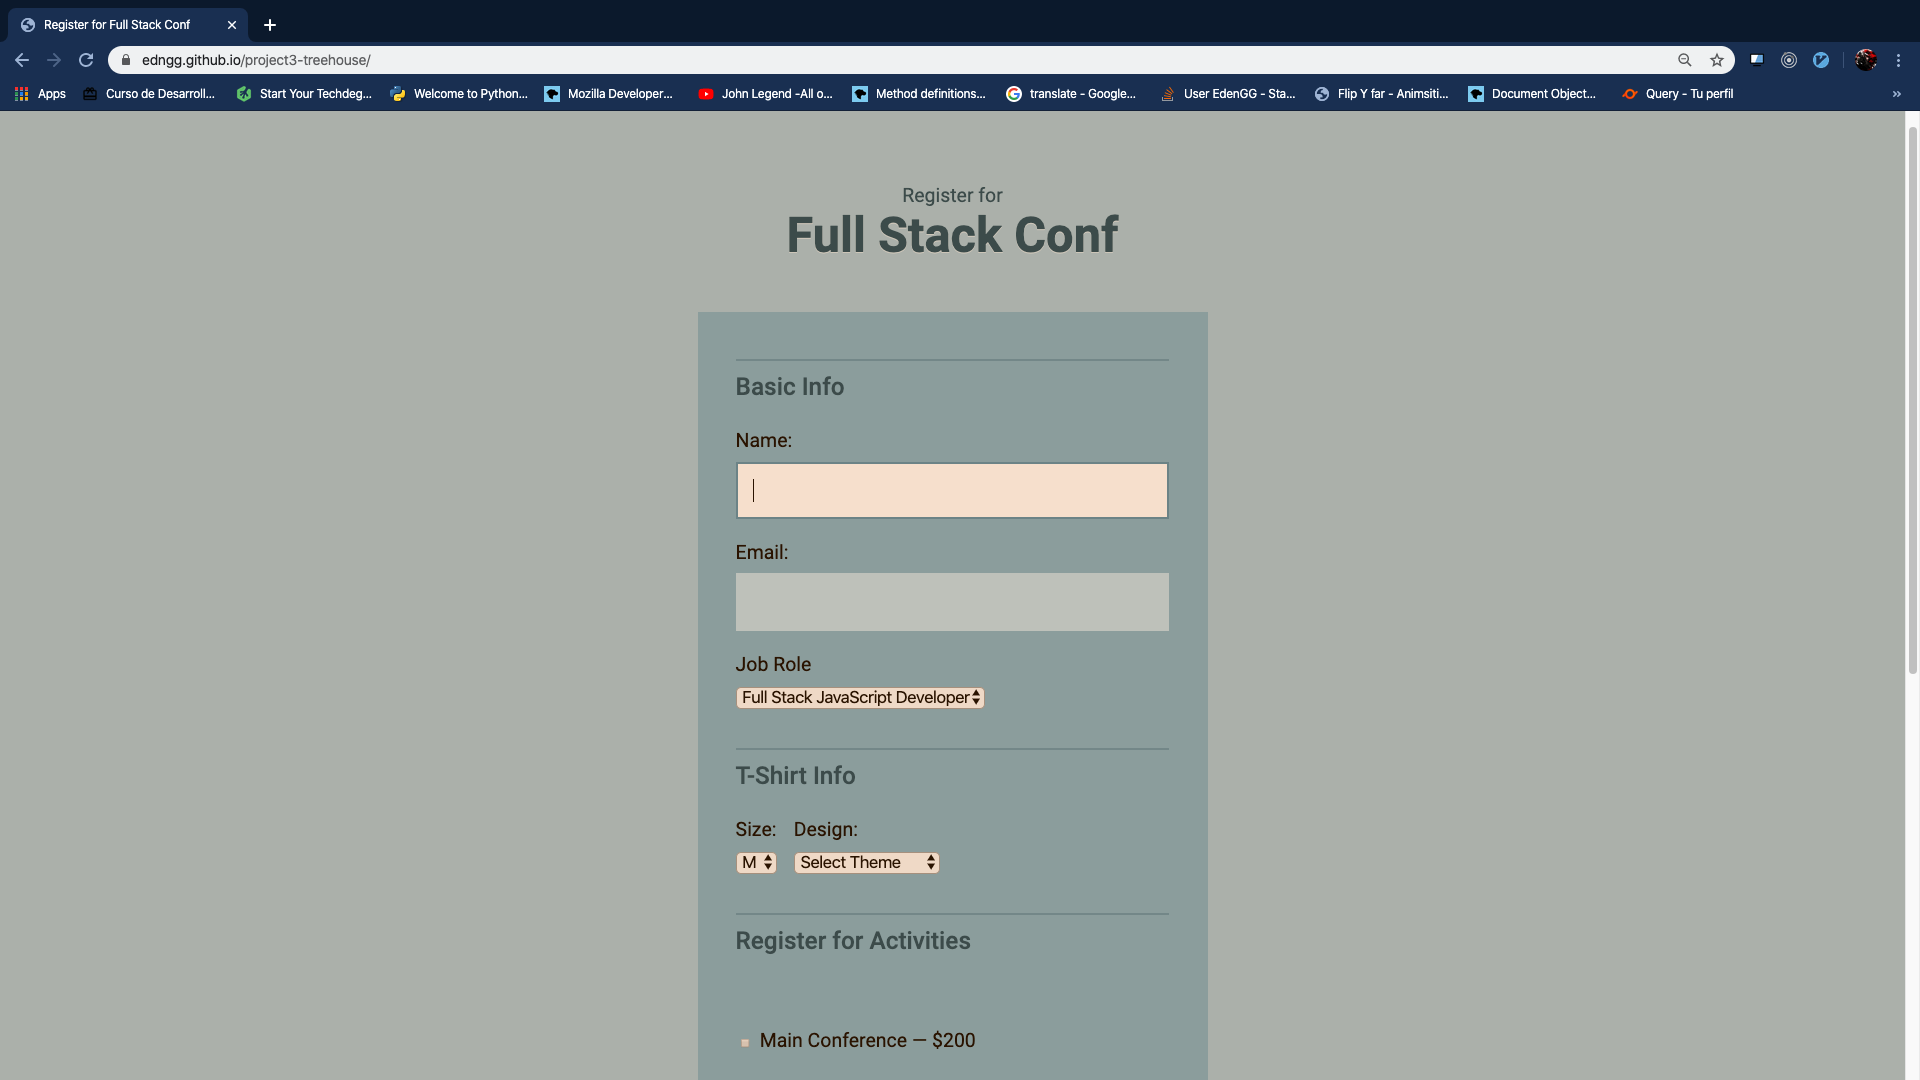 Register for Full Stack Conf
edngg.github.io/project3-treehouse/
Apps Curso de Desarroll... Start Your Techdeg... Welcome to Python... Mozilla Developer... John Legend -All o... Method definitions... translate - Google... User EdenGG - Sta... Flip Y far - Animsiti... Document Object... Query - Tu perfil »
Register for
Full Stack Conf
Basic Info
Name:
Email:
Job Role
Full Stack JavaScript Developer
T-Shirt Info
Size: Design:
M Select Theme
Register for Activities
Main Conference — $200